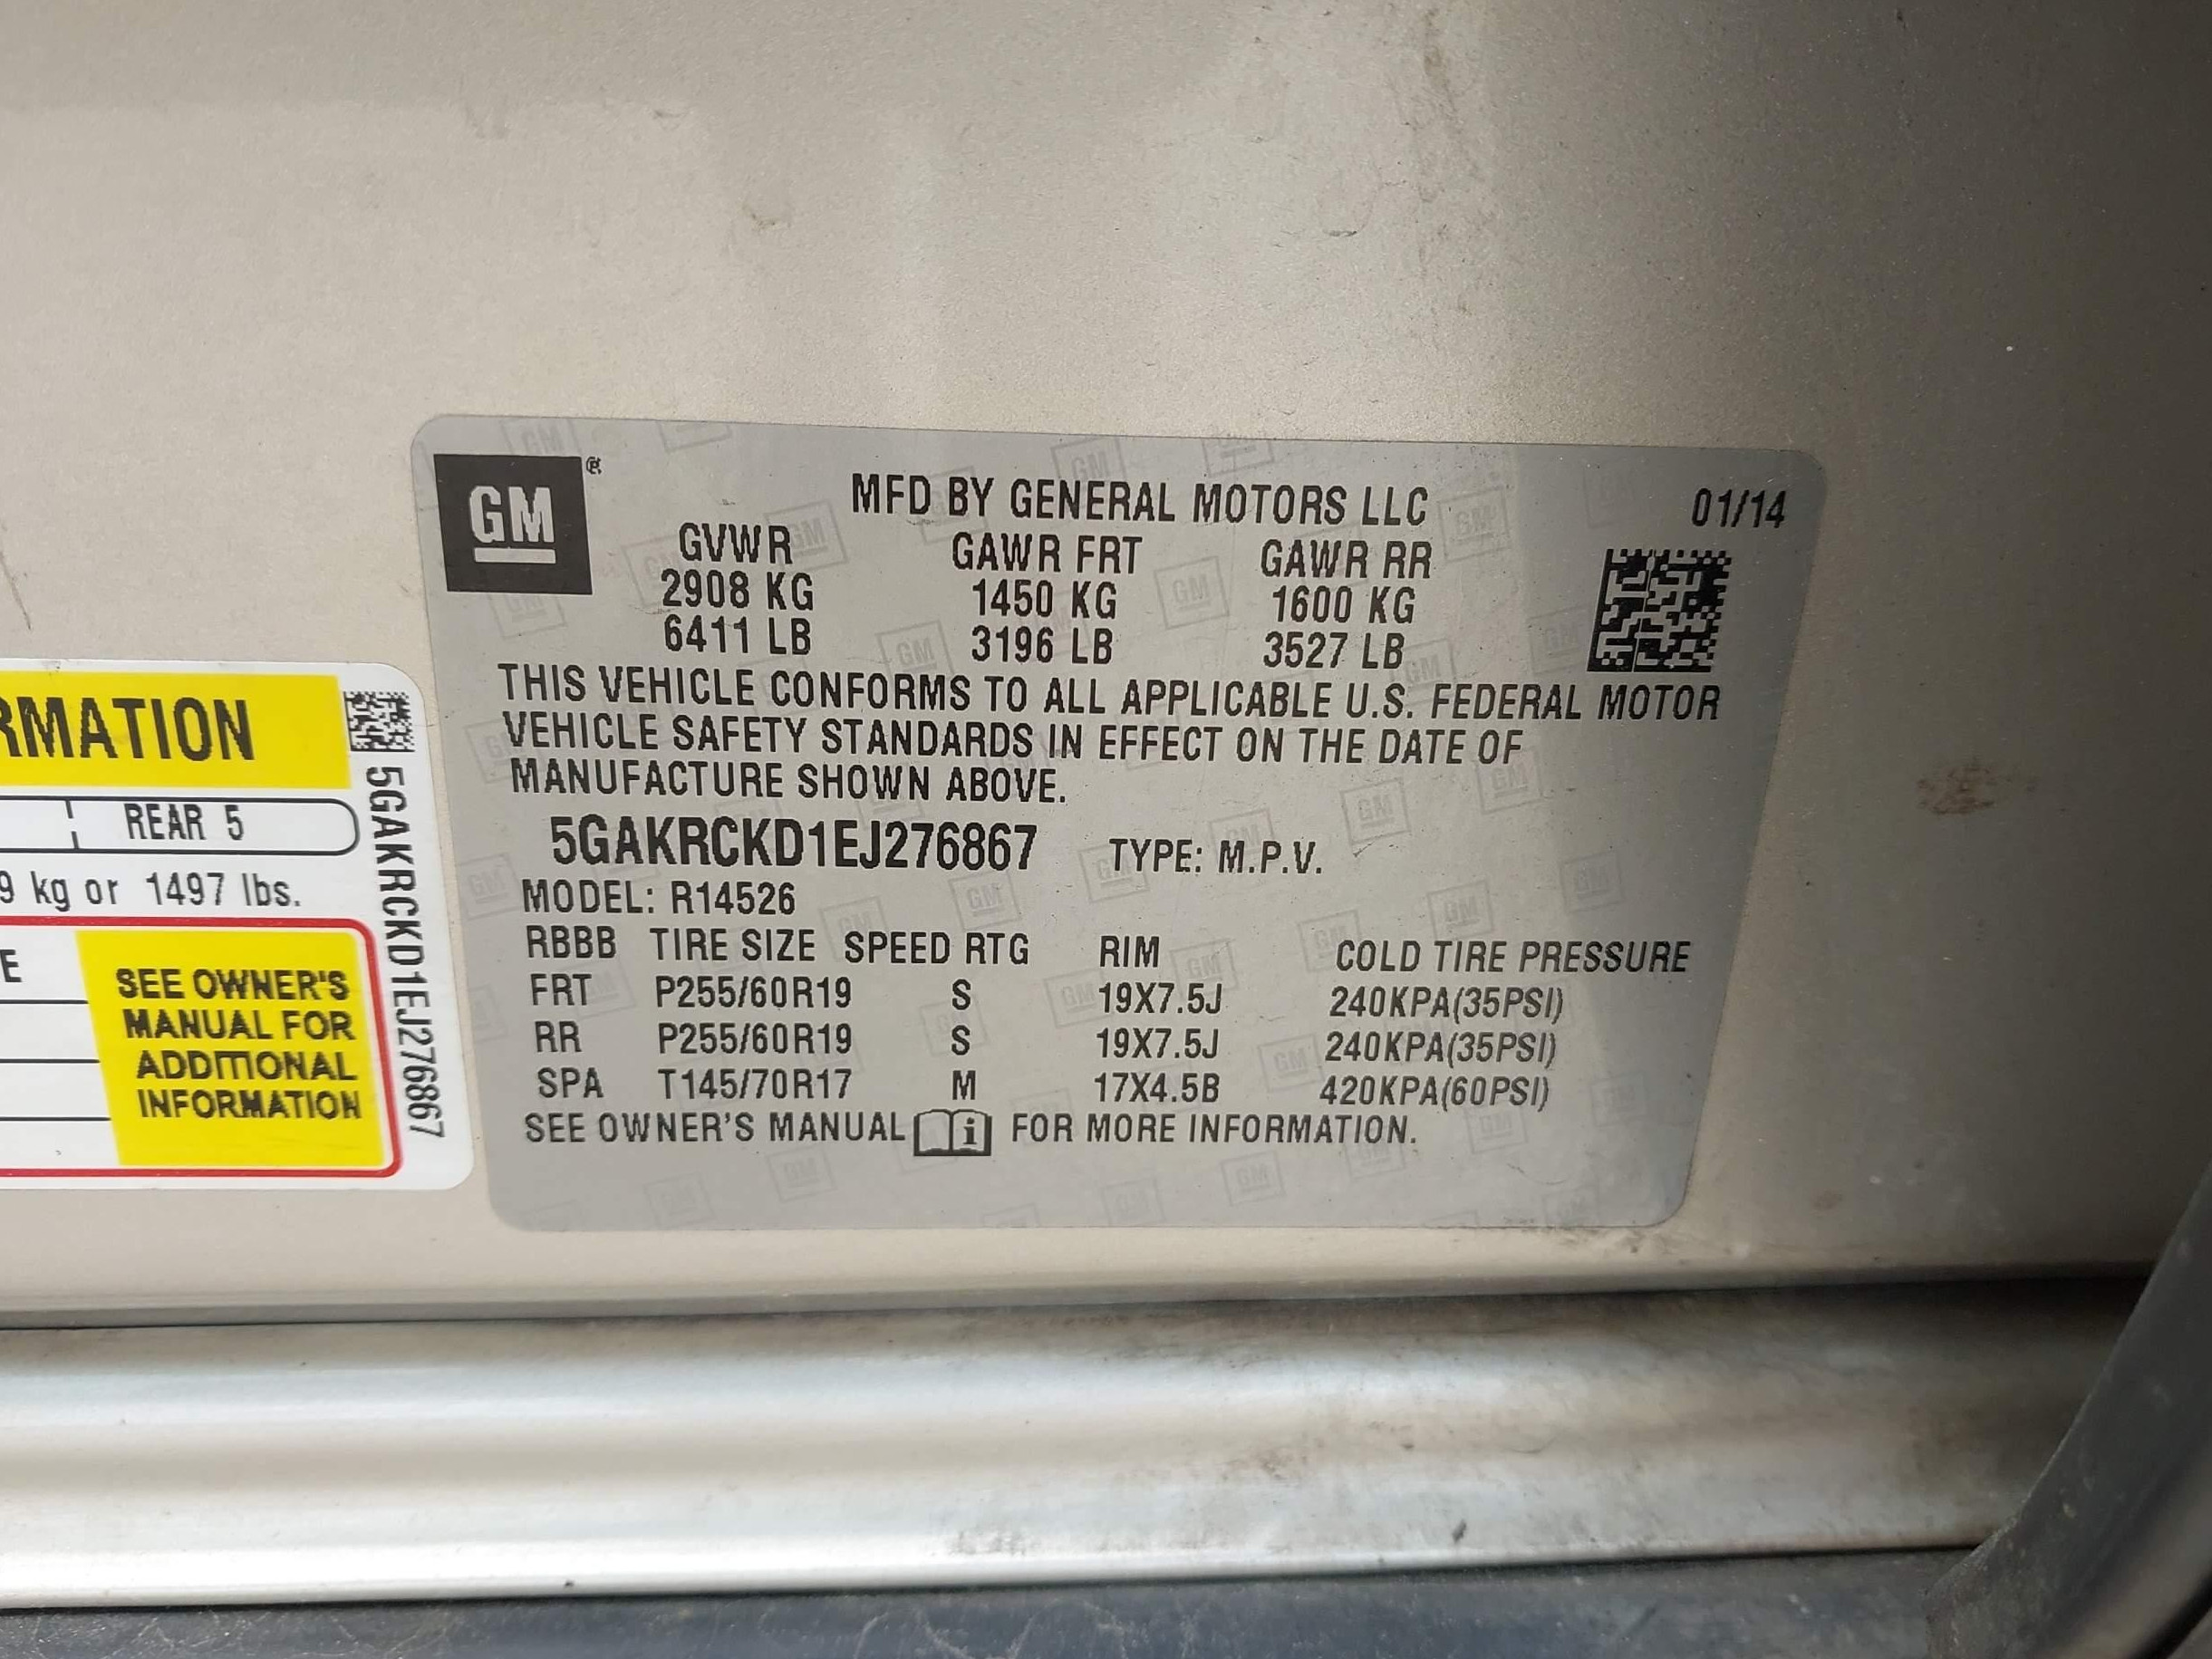 GM ®
MFD BY GENERAL MOTORS LLC 01/14
GVWR GAWR FRT GAWR RR
2908 KG 1450 KG 1600 KG
6411 LB 3196 LB 3527 LB
THIS VEHICLE CONFORMS TO ALL APPLICABLE U.S. FEDERAL MOTOR
VEHICLE SAFETY STANDARDS IN EFFECT ON THE DATE OF
MANUFACTURE SHOWN ABOVE.
5GAKRCKD1EJ276867 TYPE: M.P.V.
MODEL: R14526
RBBB TIRE SIZE SPEED RTG RIM COLD TIRE PRESSURE
FRT P255/60R19 S 19X7.5J 240KPA(35PSI)
RR P255/60R19 S 19X7.5J 240KPA(35PSI)
SPA T145/70R17 M 17X4.5B 420KPA(60PSI)
SEE OWNER'S MANUAL i FOR MORE INFORMATION.
RMATION
REAR 5
9 kg or 1497 lbs.
E
SEE OWNER'S
MANUAL FOR
ADDITIONAL
INFORMATION
5GAKRCKD1EJ276867